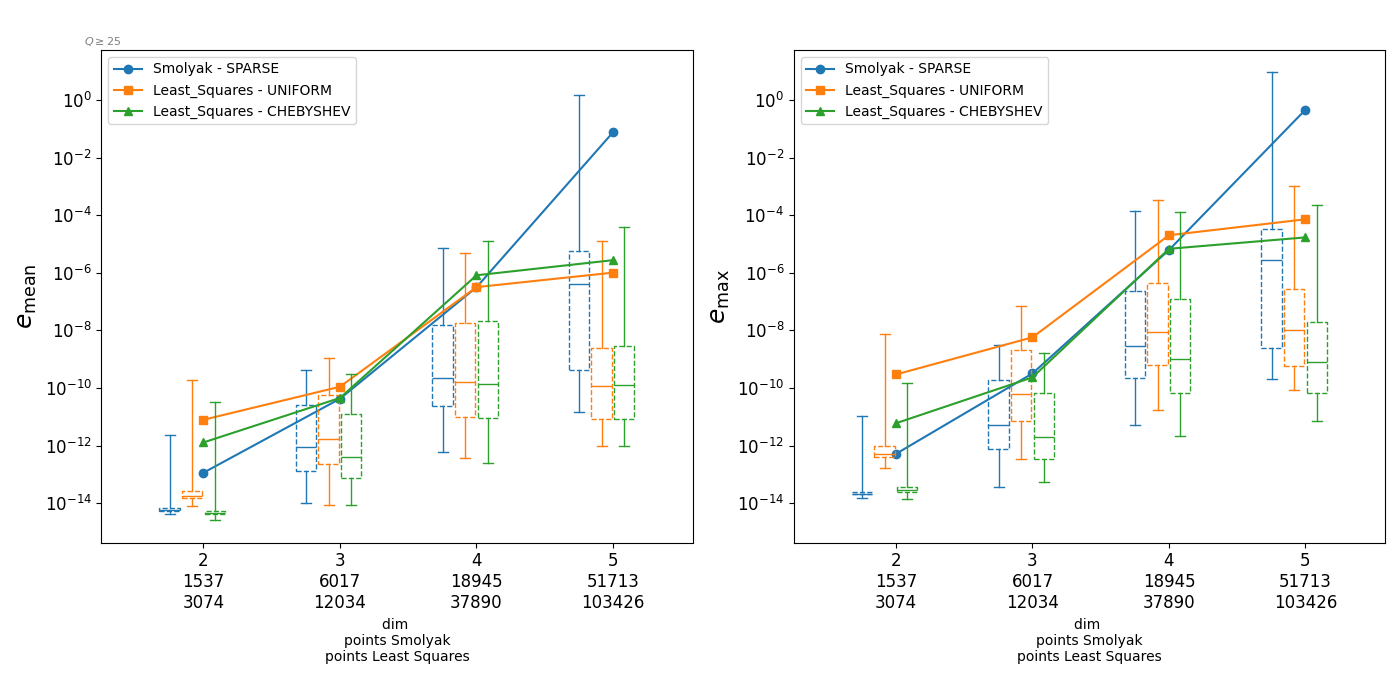 Q ≥ 25
Smolyak - SPARSE
Least_Squares - UNIFORM
Least_Squares - CHEBYSHEV
10^0
10^−2
10^−4
10^−6
10^−8
10^−10
10^−12
10^−14
e_mean
2 3 4 5
1537 6017 18945 51713
3074 12034 37890 103426
dim
points Smolyak
points Least Squares
Smolyak - SPARSE
Least_Squares - UNIFORM
Least_Squares - CHEBYSHEV
10^0
10^−2
10^−4
10^−6
10^−8
10^−10
10^−12
10^−14
e_max
2 3 4 5
1537 6017 18945 51713
3074 12034 37890 103426
dim
points Smolyak
points Least Squares